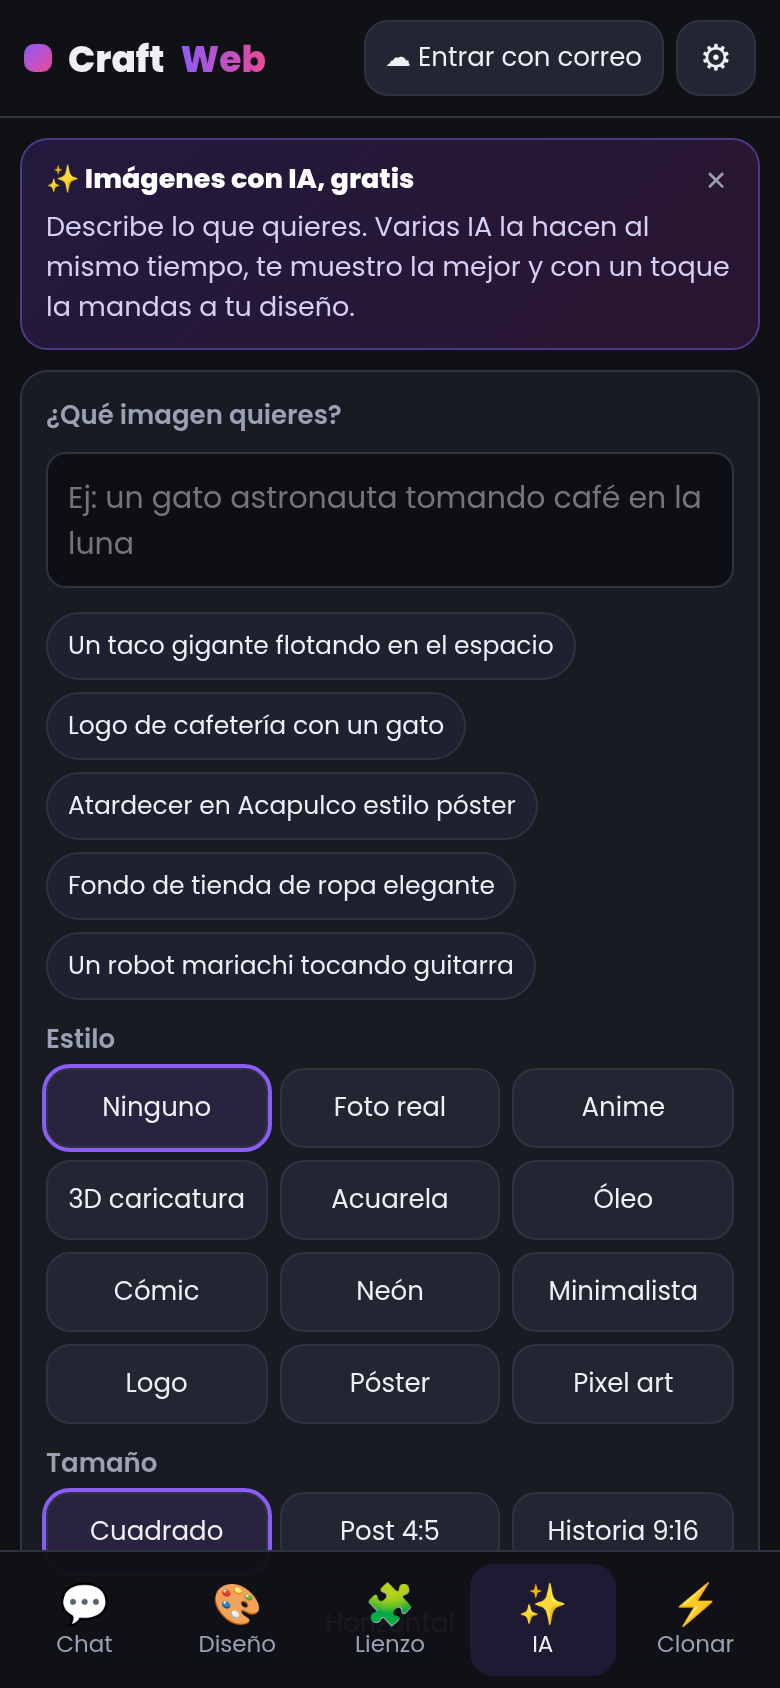 Craft Web
☁ Entrar con correo
⚙
✨ Imágenes con IA, gratis
✕
Describe lo que quieres. Varias IA la hacen al
mismo tiempo, te muestro la mejor y con un toque
la mandas a tu diseño.
¿Qué imagen quieres?
Ej: un gato astronauta tomando café en la
luna
Un taco gigante flotando en el espacio
Logo de cafetería con un gato
Atardecer en Acapulco estilo póster
Fondo de tienda de ropa elegante
Un robot mariachi tocando guitarra
Estilo
Ninguno
Foto real
Anime
3D caricatura
Acuarela
Óleo
Cómic
Neón
Minimalista
Logo
Póster
Pixel art
Tamaño
Cuadrado
Post 4:5
Historia 9:16
Horizontal
Chat
Diseño
Lienzo
IA
Clonar